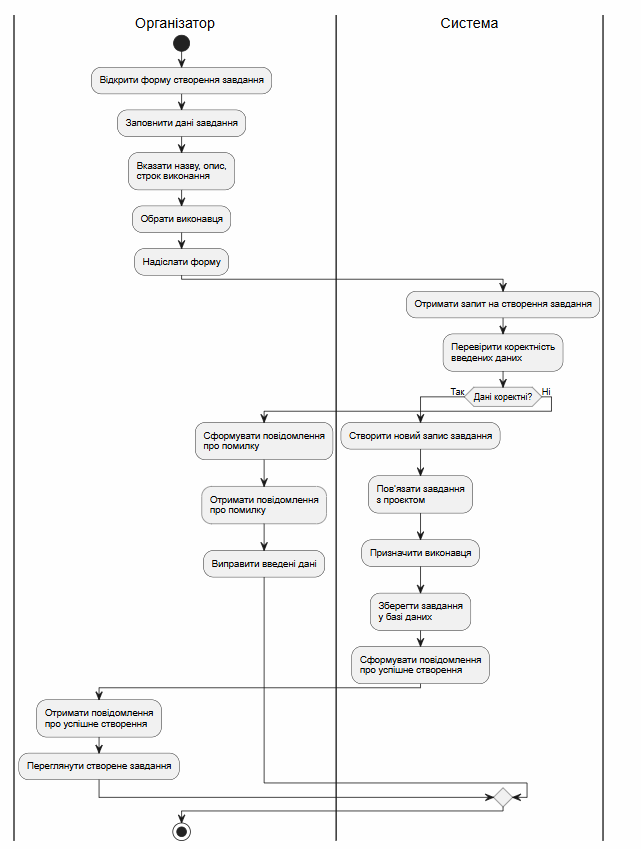 Організатор
Система
Відкрити форму створення завдання
Заповнити дані завдання
Вказати назву, опис,
строк виконання
Обрати виконавця
Надіслати форму
Отримати запит на створення завдання
Перевірити коректність
введених даних
Так
Дані коректні?
Ні
Сформувати повідомлення
про помилку
Створити новий запис завдання
Отримати повідомлення
про помилку
Пов'язати завдання
з проєктом
Виправити введені дані
Призначити виконавця
Зберегти завдання
у базі даних
Сформувати повідомлення
про успішне створення
Отримати повідомлення
про успішне створення
Переглянути створене завдання